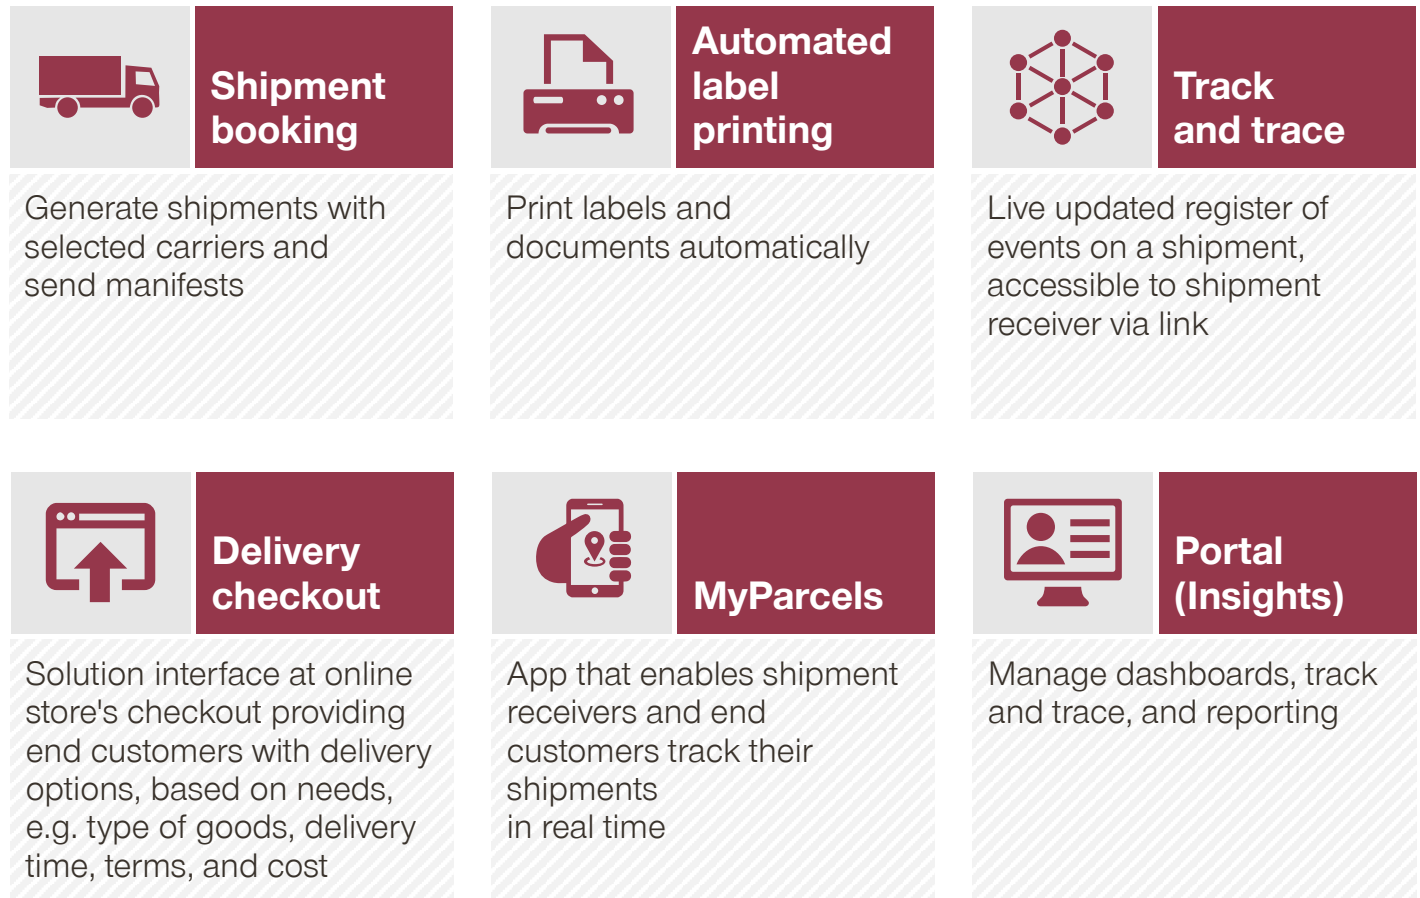 Shipment
booking
Generate shipments with
selected carriers and
send manifests
Automated
label
printing
Print labels and
documents automatically
Track
and trace
Live updated register of
events on a shipment,
accessible to shipment
receiver via link
Delivery
checkout
Solution interface at online
store's checkout providing
end customers with delivery
options, based on needs,
e.g. type of goods, delivery
time, terms, and cost
MyParcels
App that enables shipment
receivers and end
customers track their
shipments
in real time
Portal
(Insights)
Manage dashboards, track
and trace, and reporting